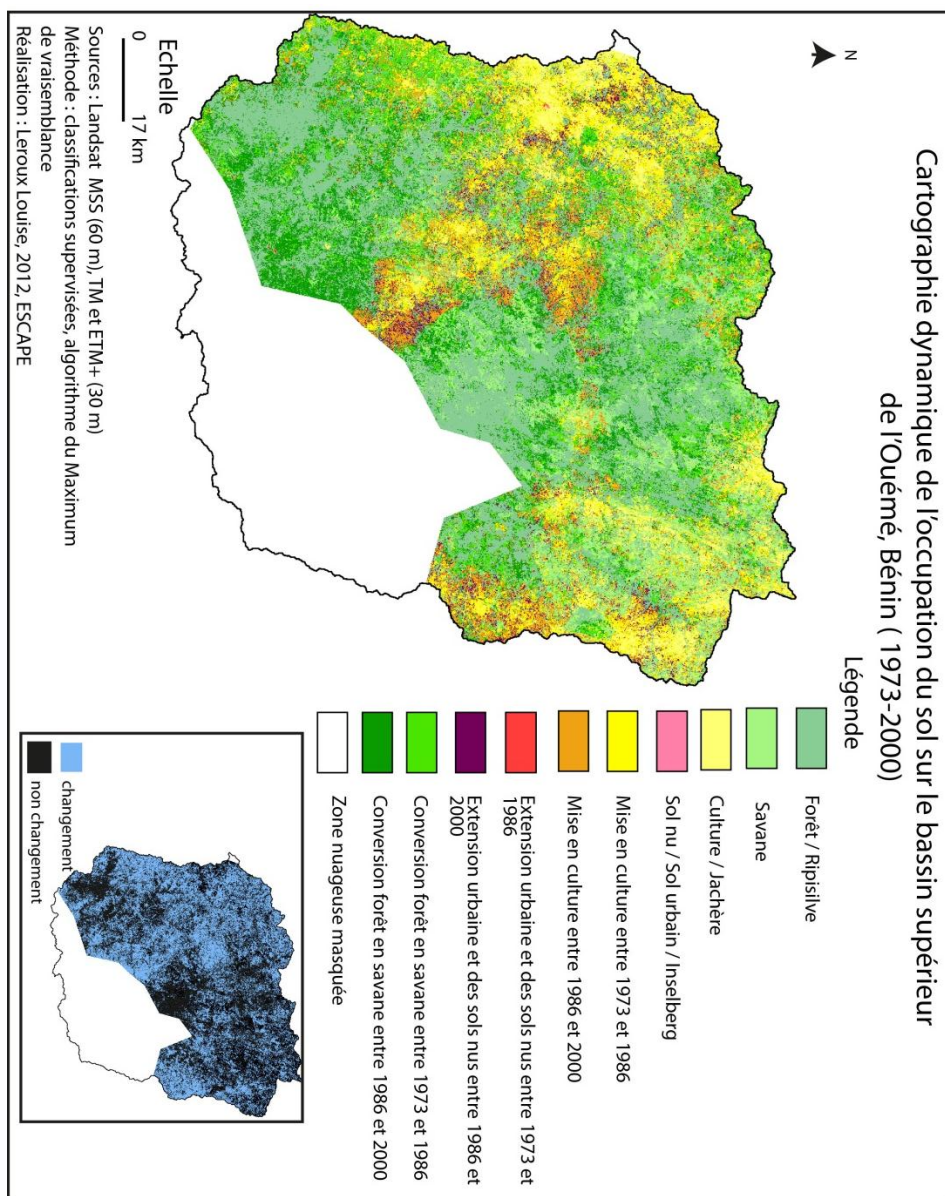 Cartographie dynamique de l'occupation du sol sur le bassin supérieur
de l'Ouémé, Bénin ( 1973-2000)
N
Légende
Forêt / Ripisilve
Savane
Culture / Jachère
Sol nu / Sol urbain / Inselberg
Mise en culture entre 1973 et 1986
Mise en culture entre 1986 et 2000
Extension urbaine et des sols nus entre 1973 et
1986
Extension urbaine et des sols nus entre 1986 et
2000
Conversion forêt en savane entre 1973 et 1986
Conversion forêt en savane entre 1986 et 2000
Zone nuageuse masquée
Echelle
0 17 km
Sources : Landsat MSS (60 m), TM et ETM+ (30 m)
Méthode : classifications supervisées, algorithme du Maximum
de vraisemblance
Réalisation : Leroux Louise, 2012, ESCAPE
changement
non changement